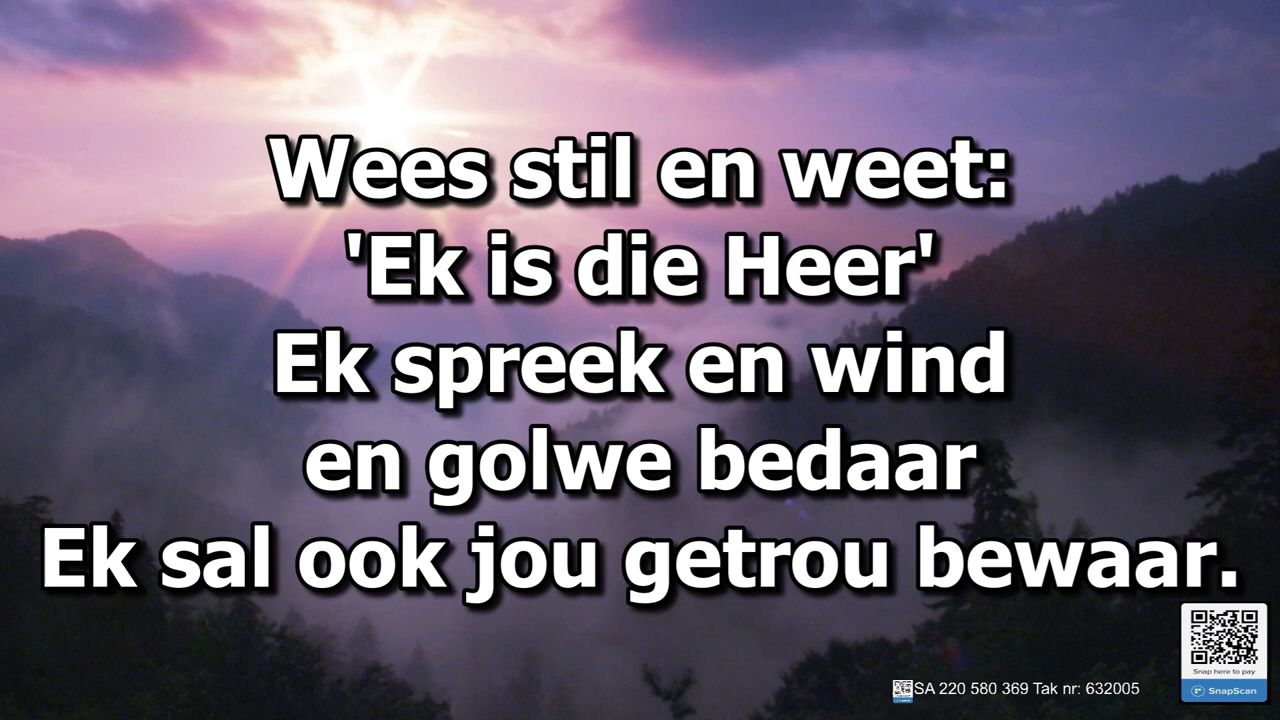 Wees stil en weet:
'Ek is die Heer'
Ek spreek en wind
en golwe bedaar
Ek sal ook jou getrou bewaar.
SA 220 580 369 Tak nr: 632005
Snap here to pay
SnapScan